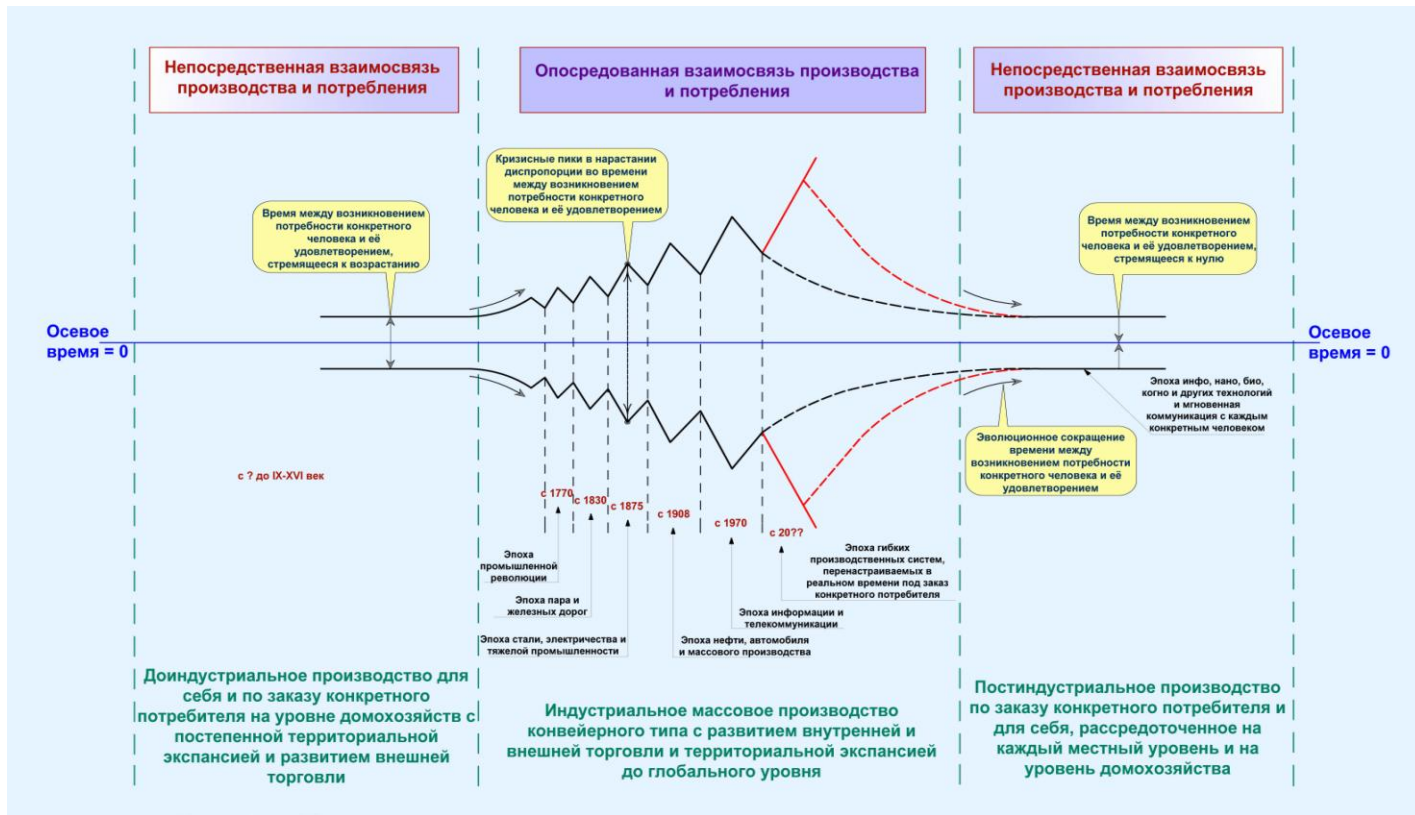 Непосредственная взаимосвязь
производства и потребления
Опосредованная взаимосвязь производства
и потребления
Непосредственная взаимосвязь
производства и потребления
Кризисные пики в нарастании
диспропорции во времени
между возникновением
потребности конкретного
человека и её удовлетворением
Время между возникновением
потребности конкретного
человека и её
удовлетворением,
стремящееся к возрастанию
Время между возникновением
потребности конкретного
человека и её удовлетворением,
стремящееся к нулю
Осевое
время = 0
Осевое
время = 0
Эпоха инфо, нано, био,
когно и других технологий
и мгновенная
коммуникация с каждым
конкретным человеком
Эволюционное сокращение
времени между
возникновением потребности
конкретного человека и её
удовлетворением
с ? до IX-XVI век
с 1770
с 1830
с 1875
с 1908
с 1970
с 20??
Эпоха
промышленной
революции
Эпоха пара и
железных дорог
Эпоха стали, электричества и
тяжелой промышленности
Эпоха нефти, автомобиля
и массового производства
Эпоха информации и
телекоммуникации
Эпоха гибких
производственных систем,
перенастраиваемых в
реальном времени под заказ
конкретного потребителя
Доиндустриальное производство для
себя и по заказу конкретного
потребителя на уровне домохозяйств с
постепенной территориальной
экспансией и развитием внешней
торговли
Индустриальное массовое производство
конвейерного типа с развитием внутренней и
внешней торговли и территориальной экспансией
до глобального уровня
Постиндустриальное производство
по заказу конкретного потребителя и
для себя, рассредоточенное на
каждый местный уровень и на
уровень домохозяйства